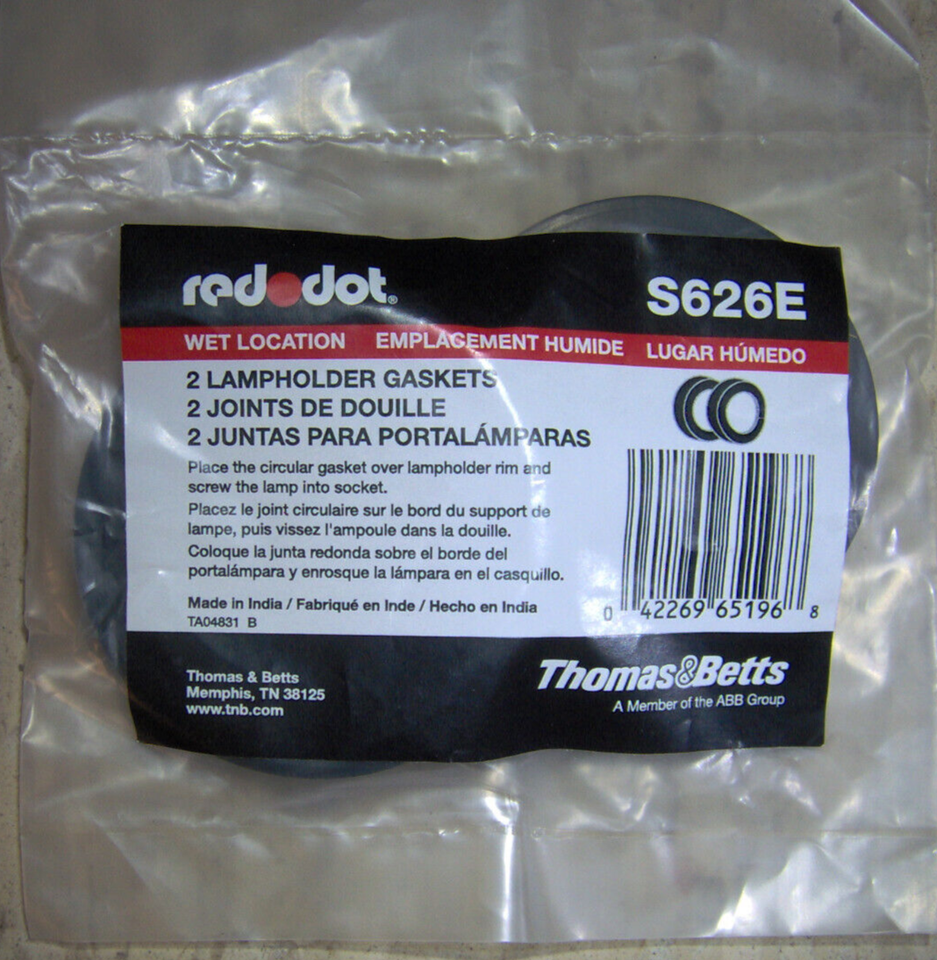 red•dot®
S626E
WET LOCATION EMPLACEMENT HUMIDE LUGAR HÚMEDO
2 LAMPHOLDER GASKETS
2 JOINTS DE DOUILLE
2 JUNTAS PARA PORTALÁMPARAS
Place the circular gasket over lampholder rim and
screw the lamp into socket.
Placez le joint circulaire sur le bord du support de
lampe, puis vissez l'ampoule dans la douille.
Coloque la junta redonda sobre el borde del
portalámpara y enrosque la lámpara en el casquillo.
Made in India / Fabriqué en Inde / Hecho en India
TA04831 B
0 42269 65196 8
Thomas & Betts
Memphis, TN 38125
www.tnb.com
Thomas&Betts
A Member of the ABB Group